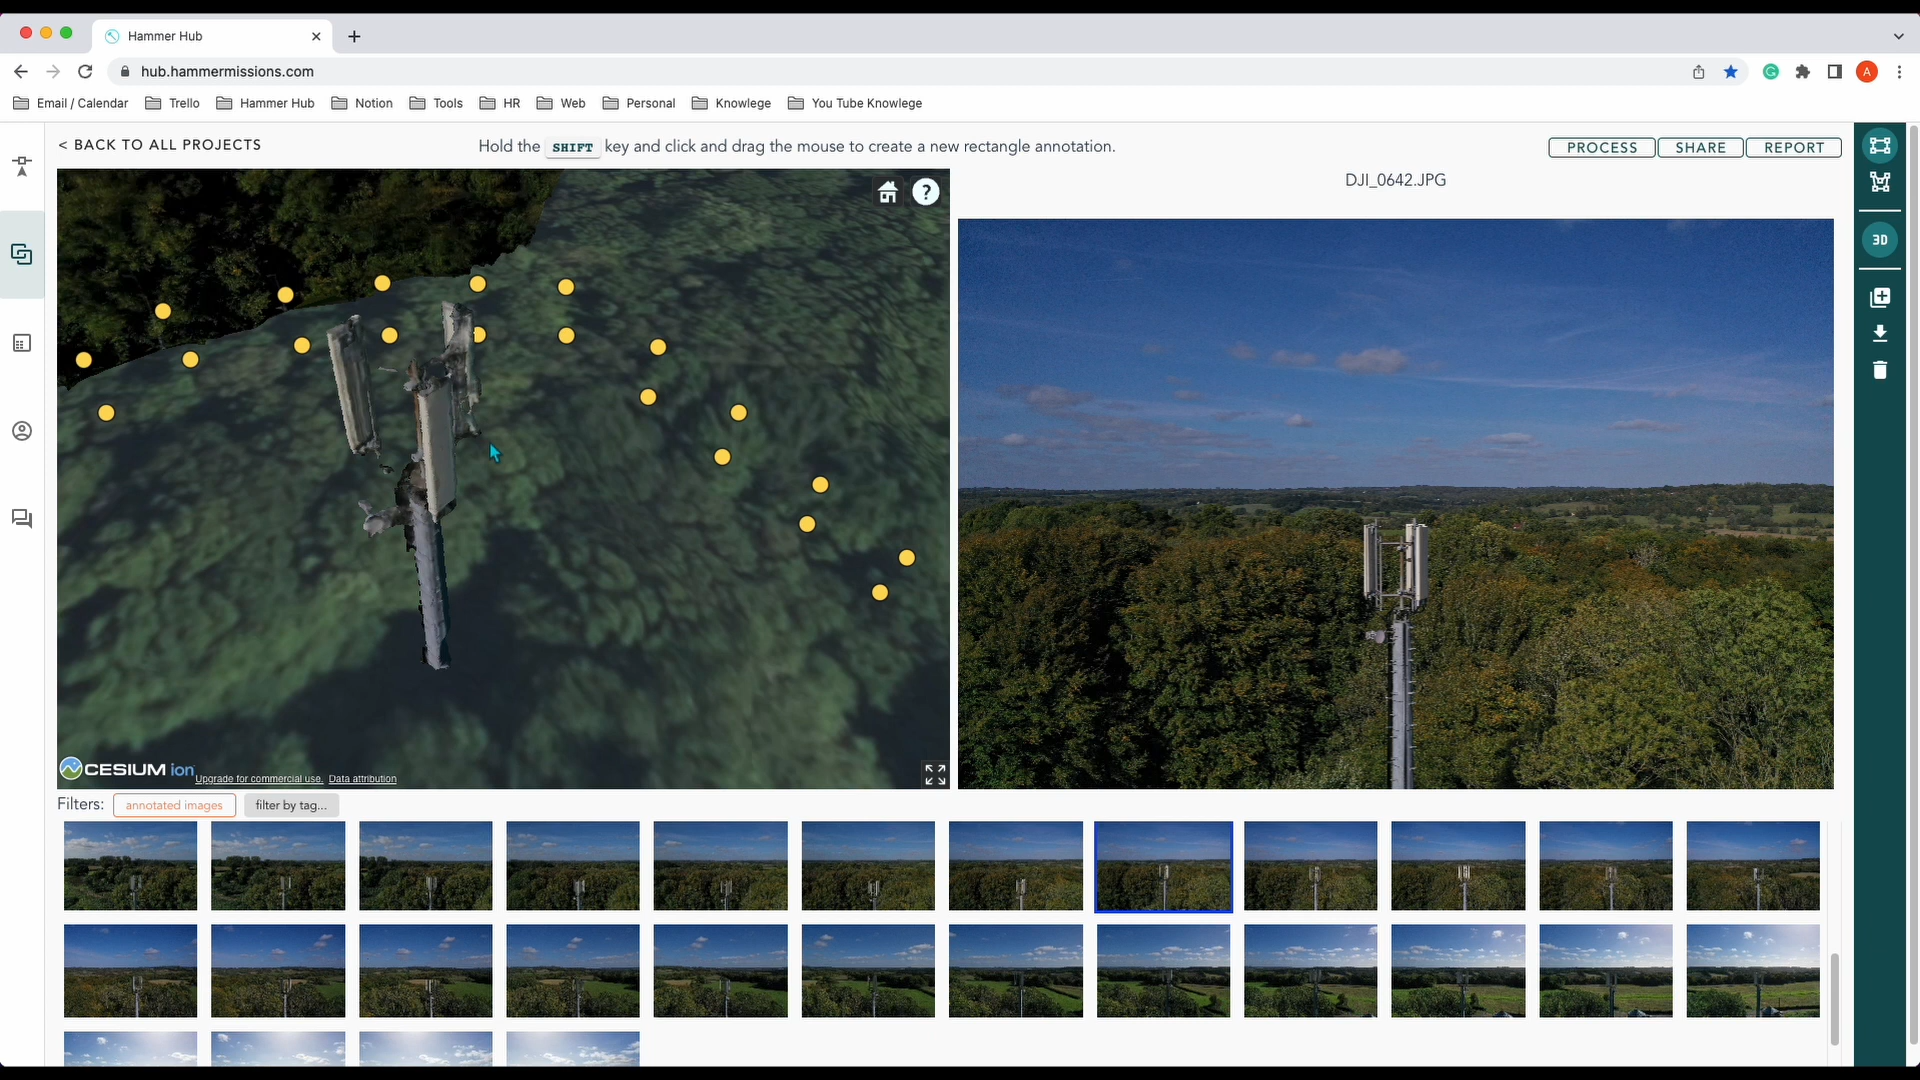 Hammer Hub
hub.hammermissions.com
A
Email / Calendar
Trello
Hammer Hub
Notion
Tools
HR
Web
Personal
Knowlege
You Tube Knowlege
< BACK TO ALL PROJECTS
Hold the SHIFT key and click and drag the mouse to create a new rectangle annotation.
PROCESS
SHARE
REPORT
DJI_0642.JPG
?
3D
CESIUM ion
Upgrade for commercial use.
Data attribution
Filters:
annotated images
filter by tag...